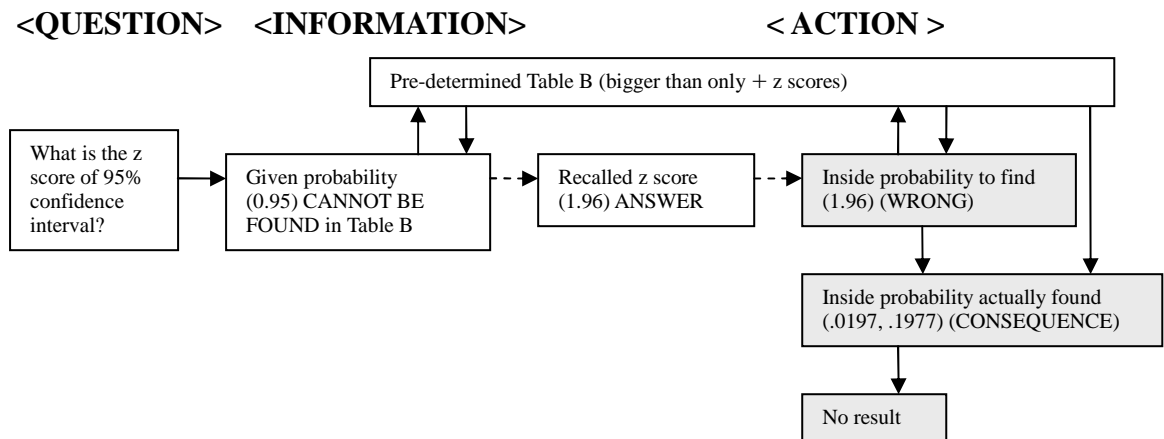 <QUESTION> <INFORMATION> < ACTION >
Pre-determined Table B (bigger than only + z scores)
What is the z
score of 95%
confidence
interval?
Given probability
(0.95) CANNOT BE
FOUND in Table B
Recalled z score
(1.96) ANSWER
Inside probability to find
(1.96) (WRONG)
Inside probability actually found
(.0197, .1977) (CONSEQUENCE)
No result